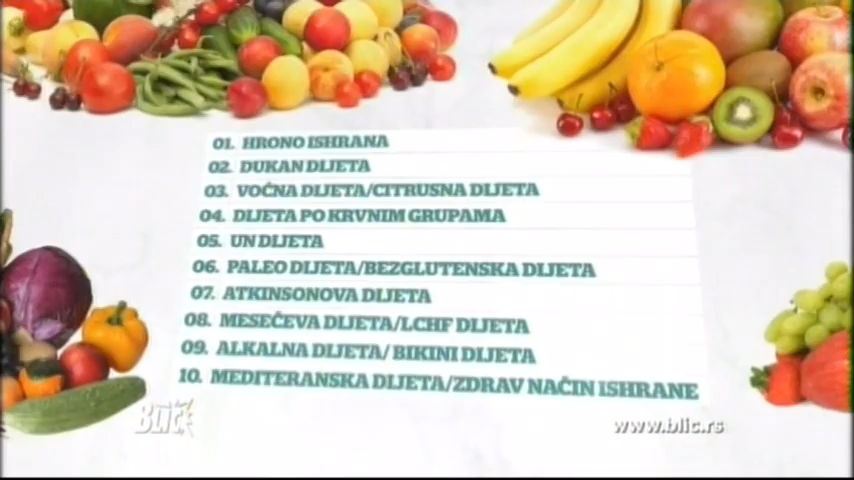 01. HRONO ISHRANA
02. DUKAN DIJETA
03. VOĆNA DIJETA/CITRUSNA DIJETA
04. DIJETA PO KRVNIM GRUPAMA
05. UN DIJETA
06. PALEO DIJETA/BEZGLUTENSKA DIJETA
07. ATKINSONOVA DIJETA
08. MESEČEVA DIJETA/LCHF DIJETA
09. ALKALNA DIJETA/ BIKINI DIJETA
10. MEDITERANSKA DIJETA/ZDRAV NAČIN ISHRANE
Blic
www.blic.rs